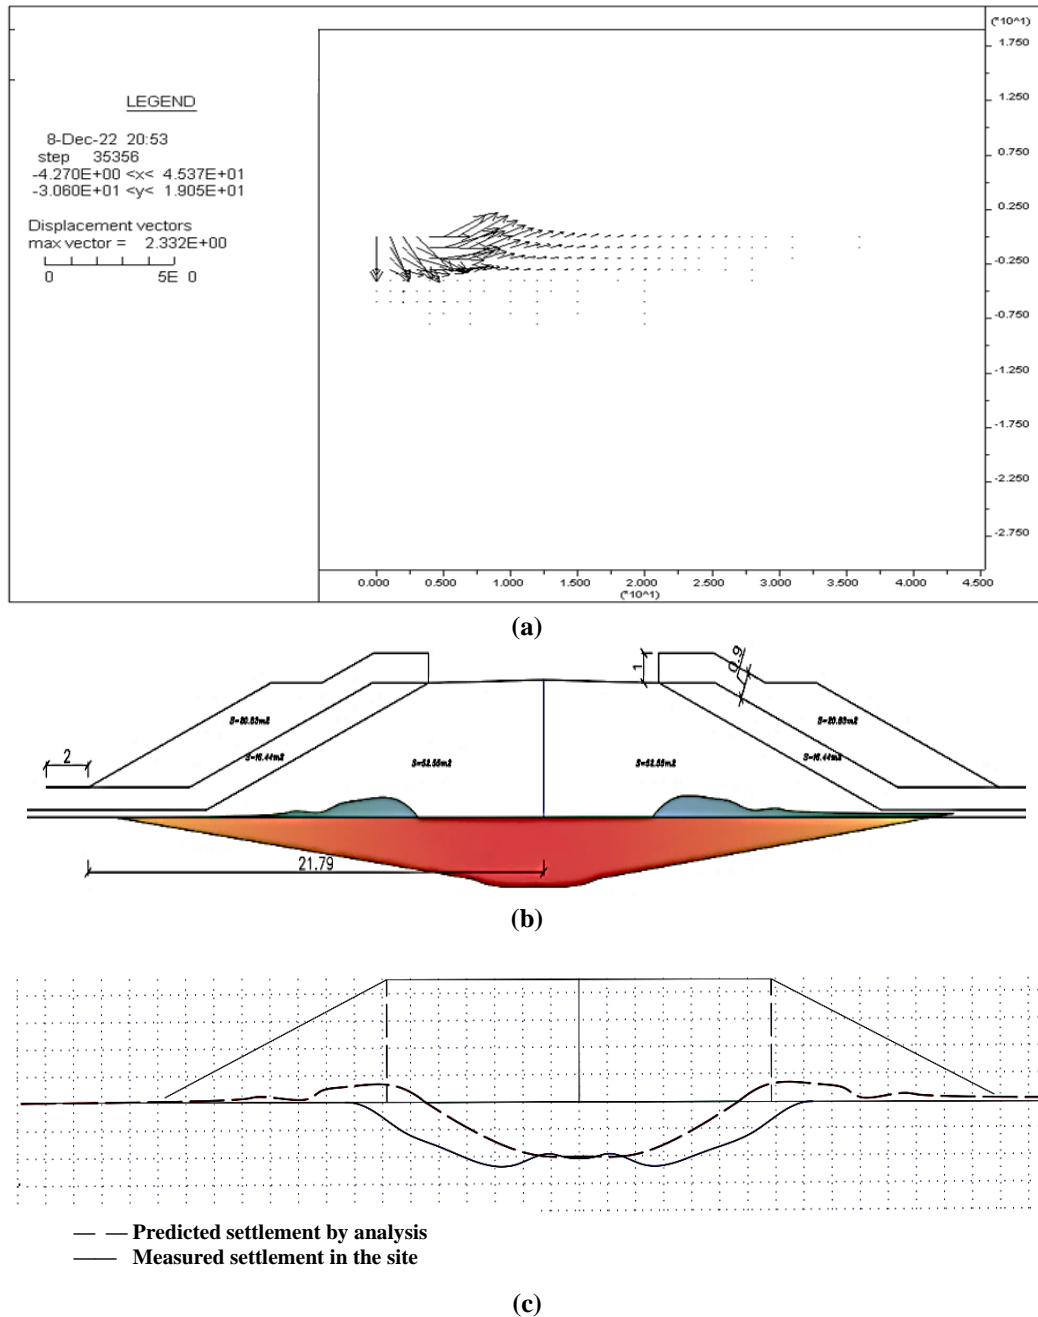 (*10^1)
1.750
1.250
0.750
0.250
-0.250
-0.750
-1.250
-1.750
-2.250
-2.750
LEGEND
8-Dec-22 20:53
step 35356
-4.270E+00 <x< 4.537E+01
-3.060E+01 <y< 1.905E+01
Displacement vectors
max vector = 2.332E+00
0 5E 0
0.000 0.500 1.000 1.500 2.000 2.500 3.000 3.500 4.000 4.500
(*10^1)
(a)
1
0.9
S=20.83m2
S=20.83m2
S=16.44m2
S=52.55m2
S=52.55m2
S=16.44m2
2
21.79
(b)
Predicted settlement by analysis
Measured settlement in the site
(c)